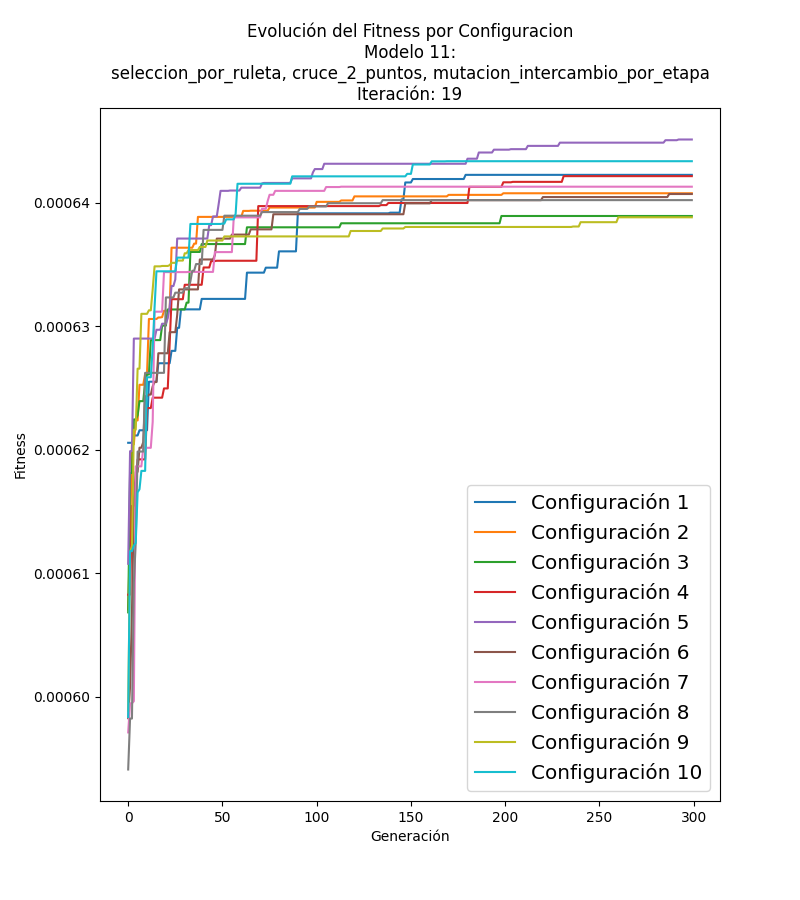 Evolución del Fitness por Configuracion
Modelo 11:
seleccion_por_ruleta, cruce_2_puntos, mutacion_intercambio_por_etapa
Iteración: 19
Fitness
0.00064
0.00063
0.00062
0.00061
0.00060
Configuración 1
Configuración 2
Configuración 3
Configuración 4
Configuración 5
Configuración 6
Configuración 7
Configuración 8
Configuración 9
Configuración 10
0 50 100 150 200 250 300
Generación